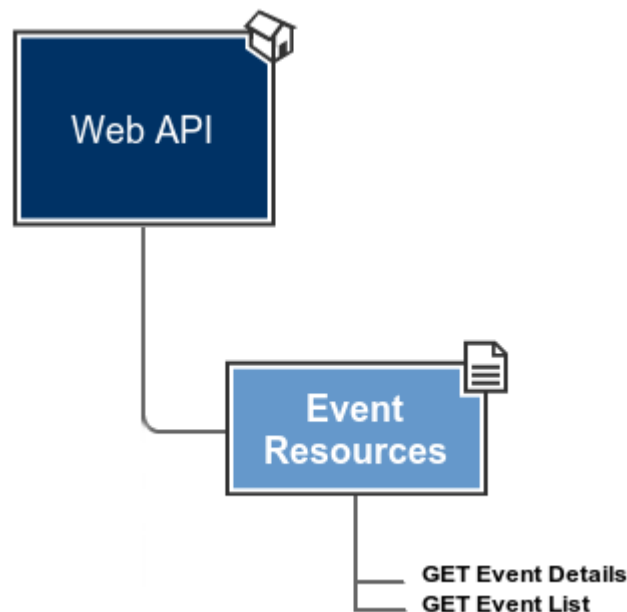 Web API
Event
Resources
GET Event Details
GET Event List